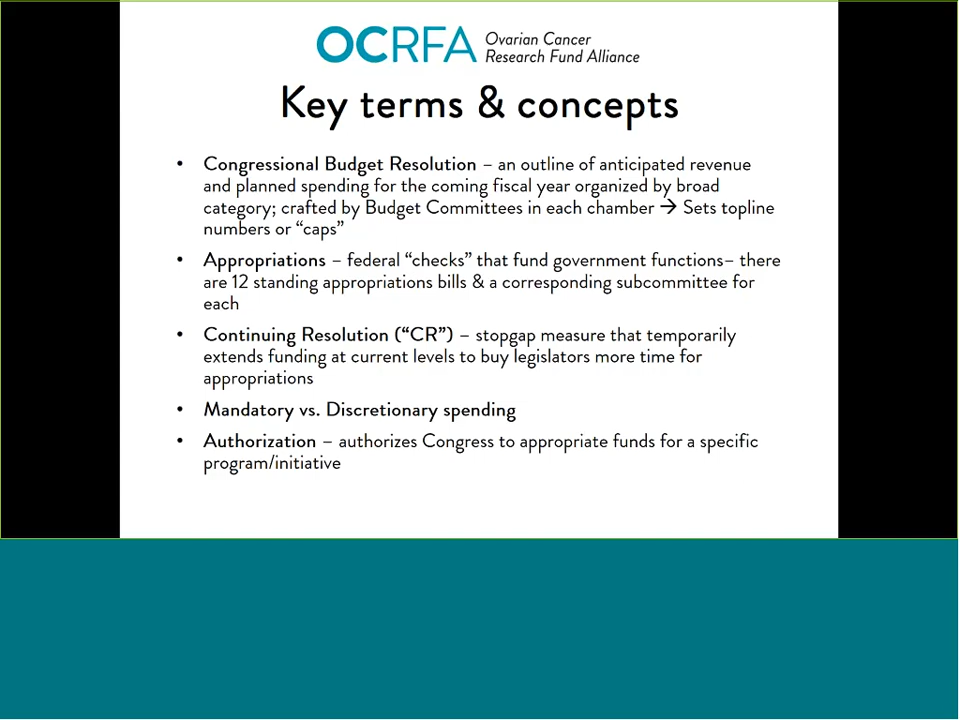 OCRFA Ovarian Cancer
Research Fund Alliance
Key terms & concepts
• Congressional Budget Resolution – an outline of anticipated revenue
and planned spending for the coming fiscal year organized by broad
category; crafted by Budget Committees in each chamber → Sets topline
numbers or “caps”
• Appropriations – federal “checks” that fund government functions– there
are 12 standing appropriations bills & a corresponding subcommittee for
each
• Continuing Resolution (“CR”) – stopgap measure that temporarily
extends funding at current levels to buy legislators more time for
appropriations
• Mandatory vs. Discretionary spending
• Authorization – authorizes Congress to appropriate funds for a specific
program/initiative